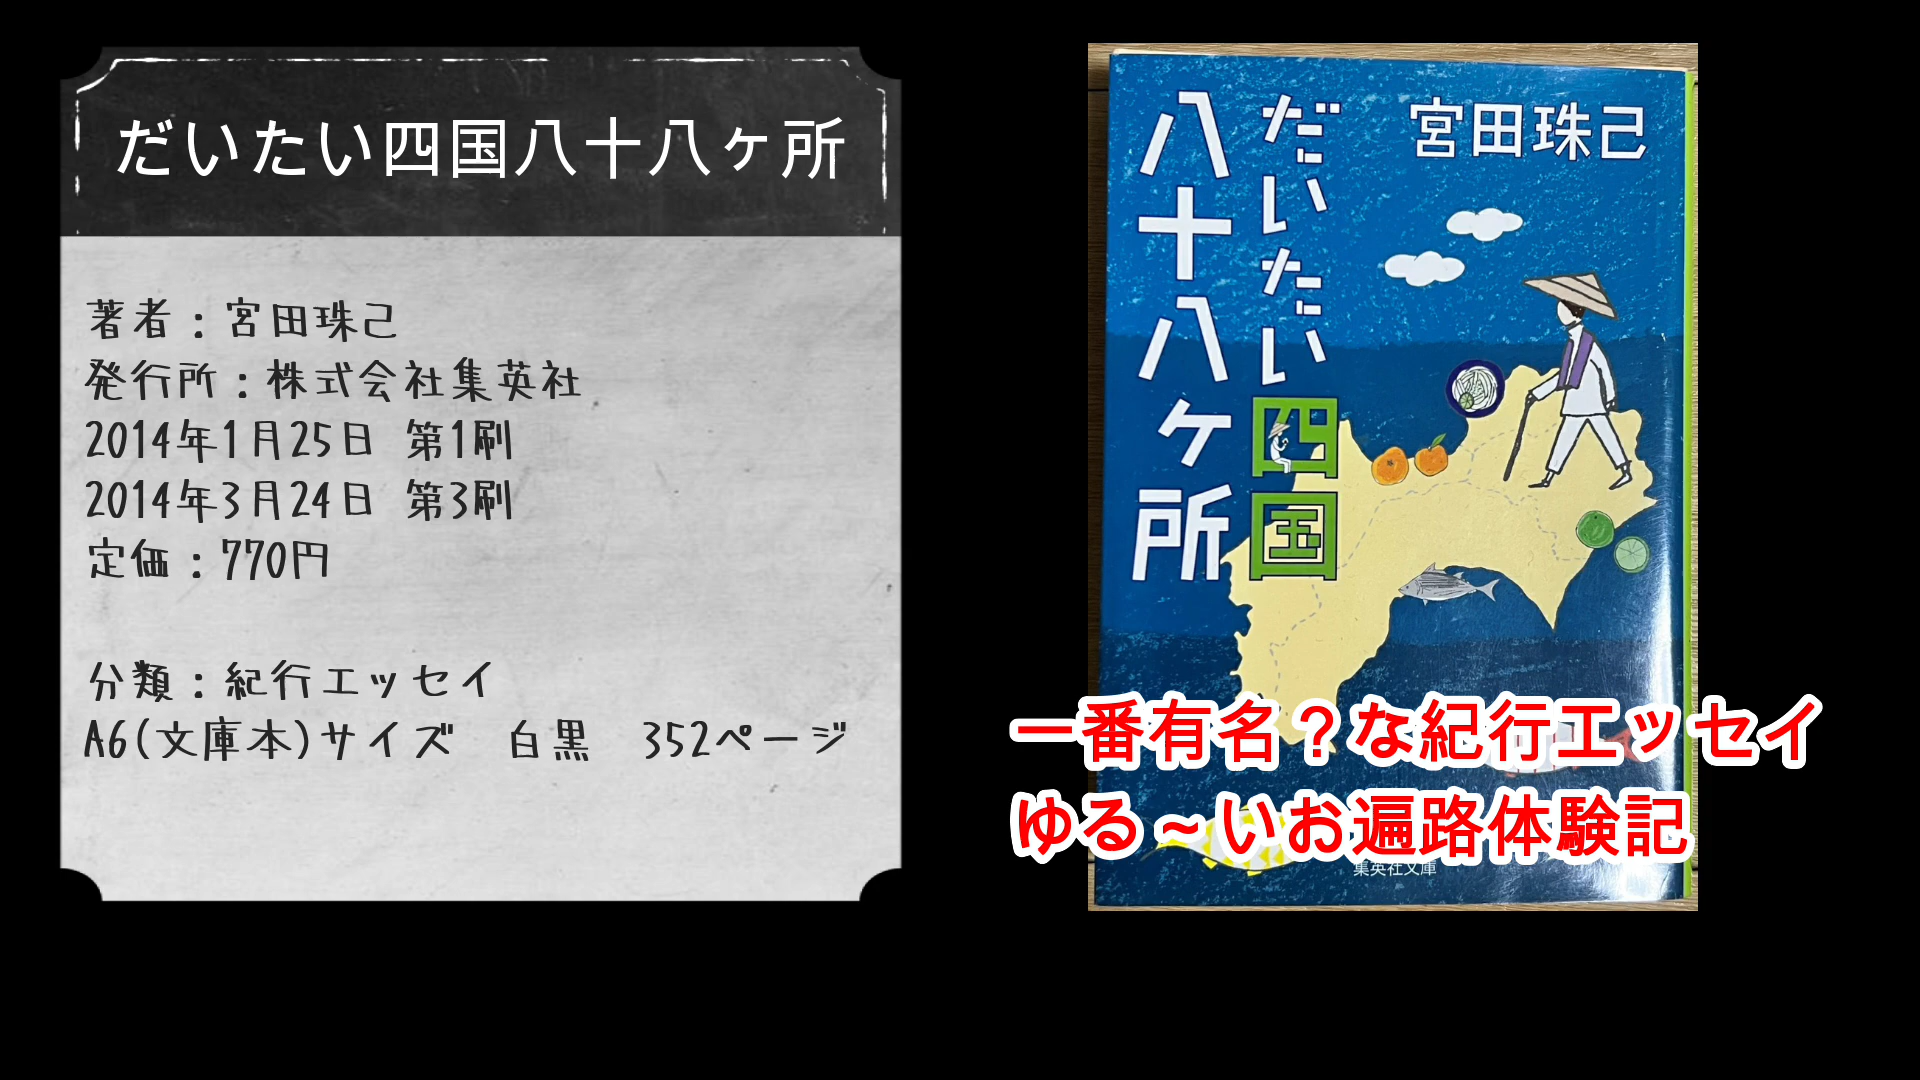 だいたい四国八十八ヶ所
著者：宮田珠己
発行所：株式会社集英社
2014年1月25日 第1刷
2014年3月24日 第3刷
定価：770円
分類：紀行エッセイ
A6(文庫本)サイズ　白黒　352ページ
宮田珠己
だいたい四国
八十八ヶ所
一番有名？な紀行エッセイ
ゆる～いお遍路体験記
集英社文庫